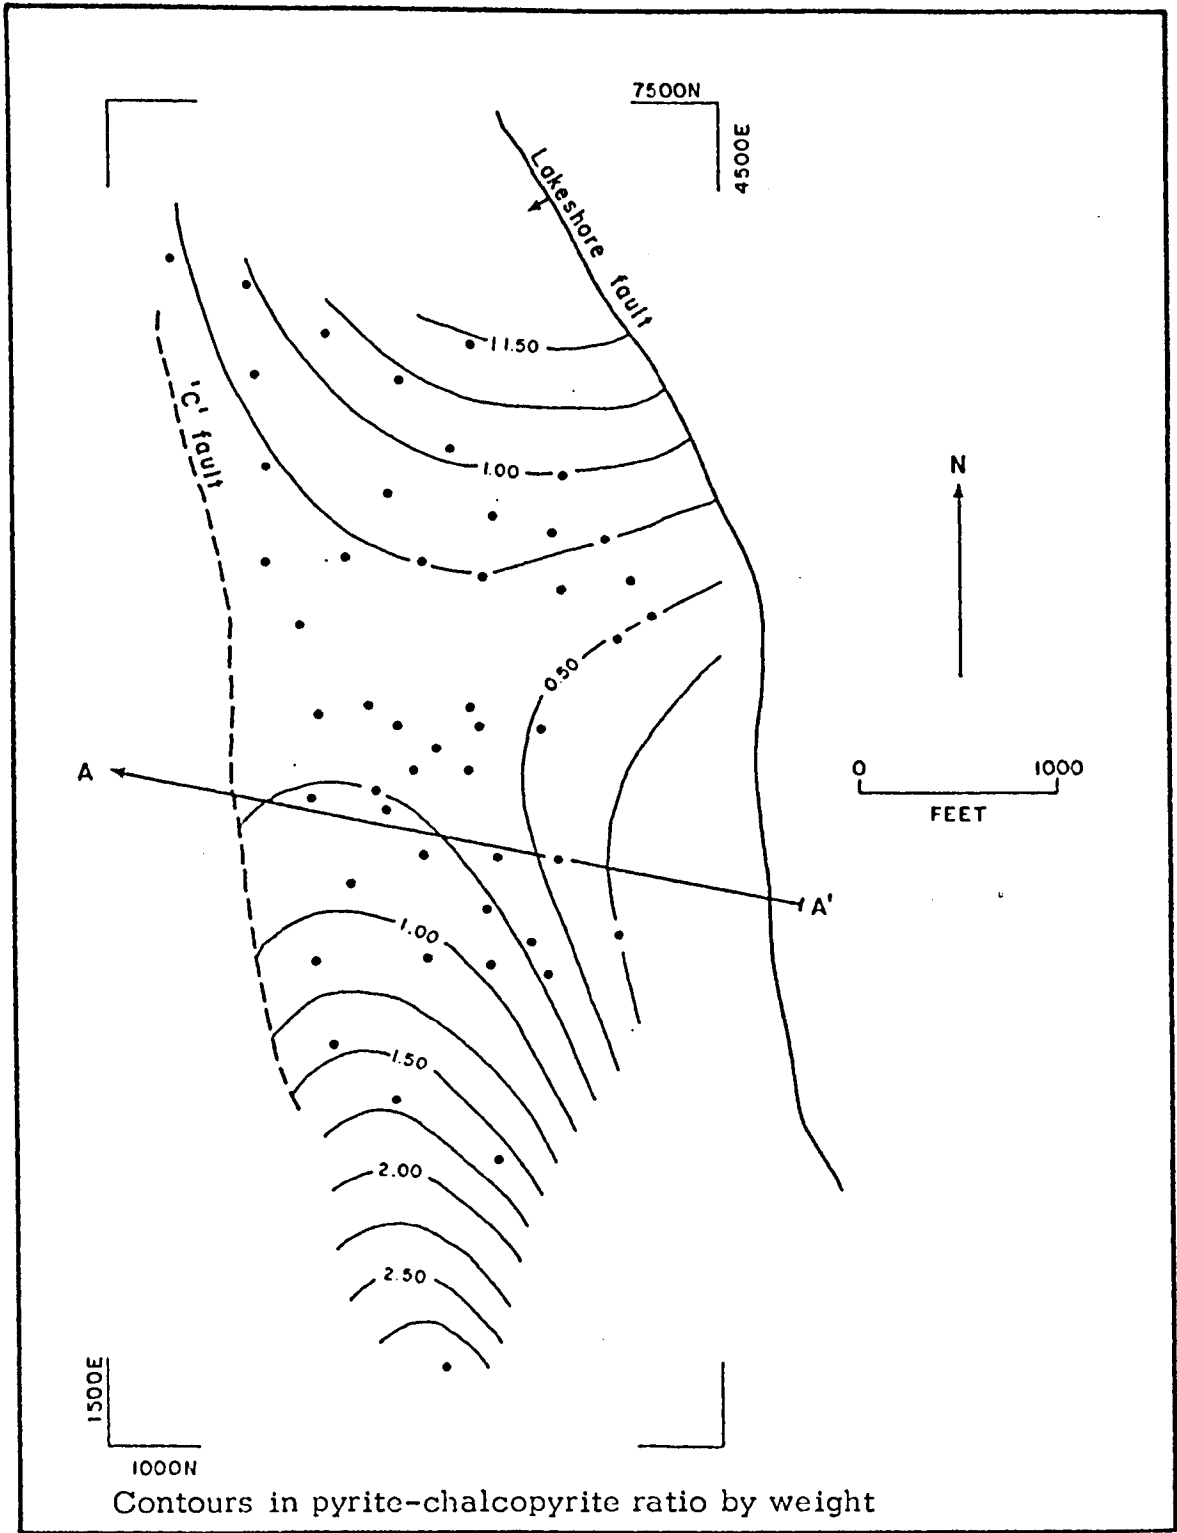 7500N
4500E
Lakeshore fault
11.50
'C' fault
1.00
N
0.50
0 1000
FEET
A
A'
1.00
1.50
2.00
2.50
1500E
1000N
Contours in pyrite-chalcopyrite ratio by weight